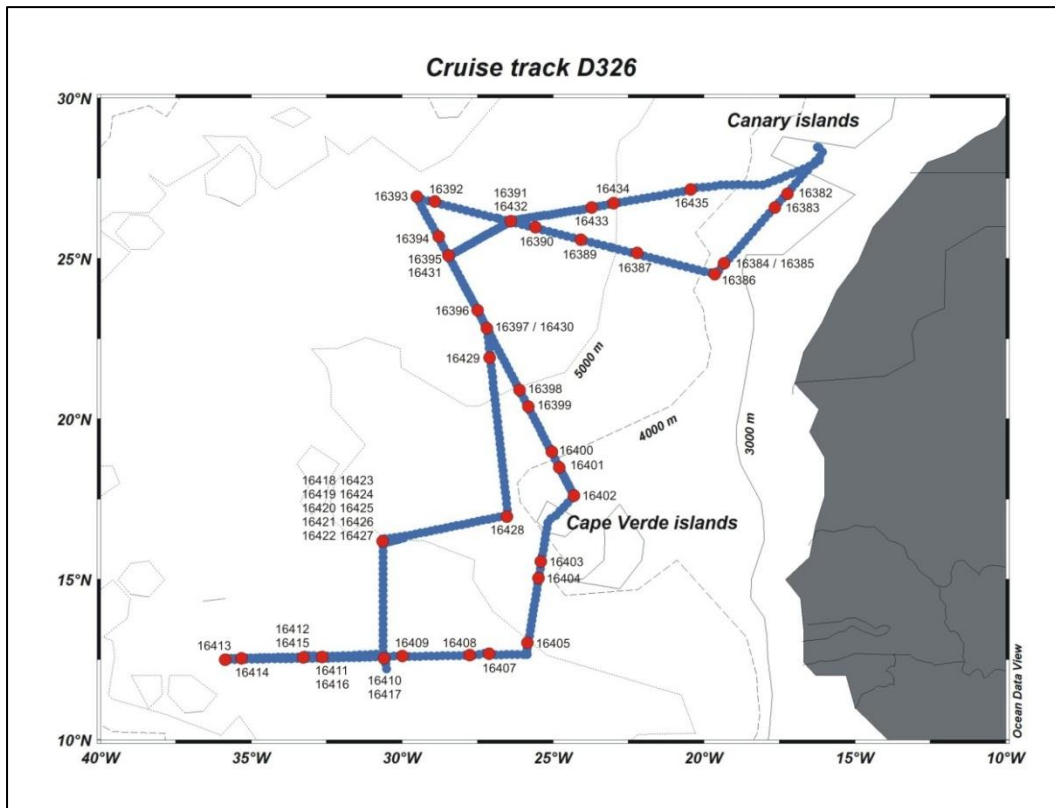 Cruise track D326
30°N
Canary islands
16392
16391
16432
16434
16393
16382
16435
16383
16433
16394
16390
16389
16395
16431
25°N
16387
16384 / 16385
16386
16396
16397 / 16430
16429
5000 m
16398
16399
20°N
4000 m
3000 m
16400
16401
16418 16423
16419 16424
16420 16425
16421 16426
16422 16427
16402
16428
Cape Verde islands
16403
15°N
16404
16412
16415
16409
16408
16405
16413
16414
16411
16416
16407
16410
16417
10°N
40°W
35°W
30°W
25°W
20°W
15°W
10°W
Ocean Data View